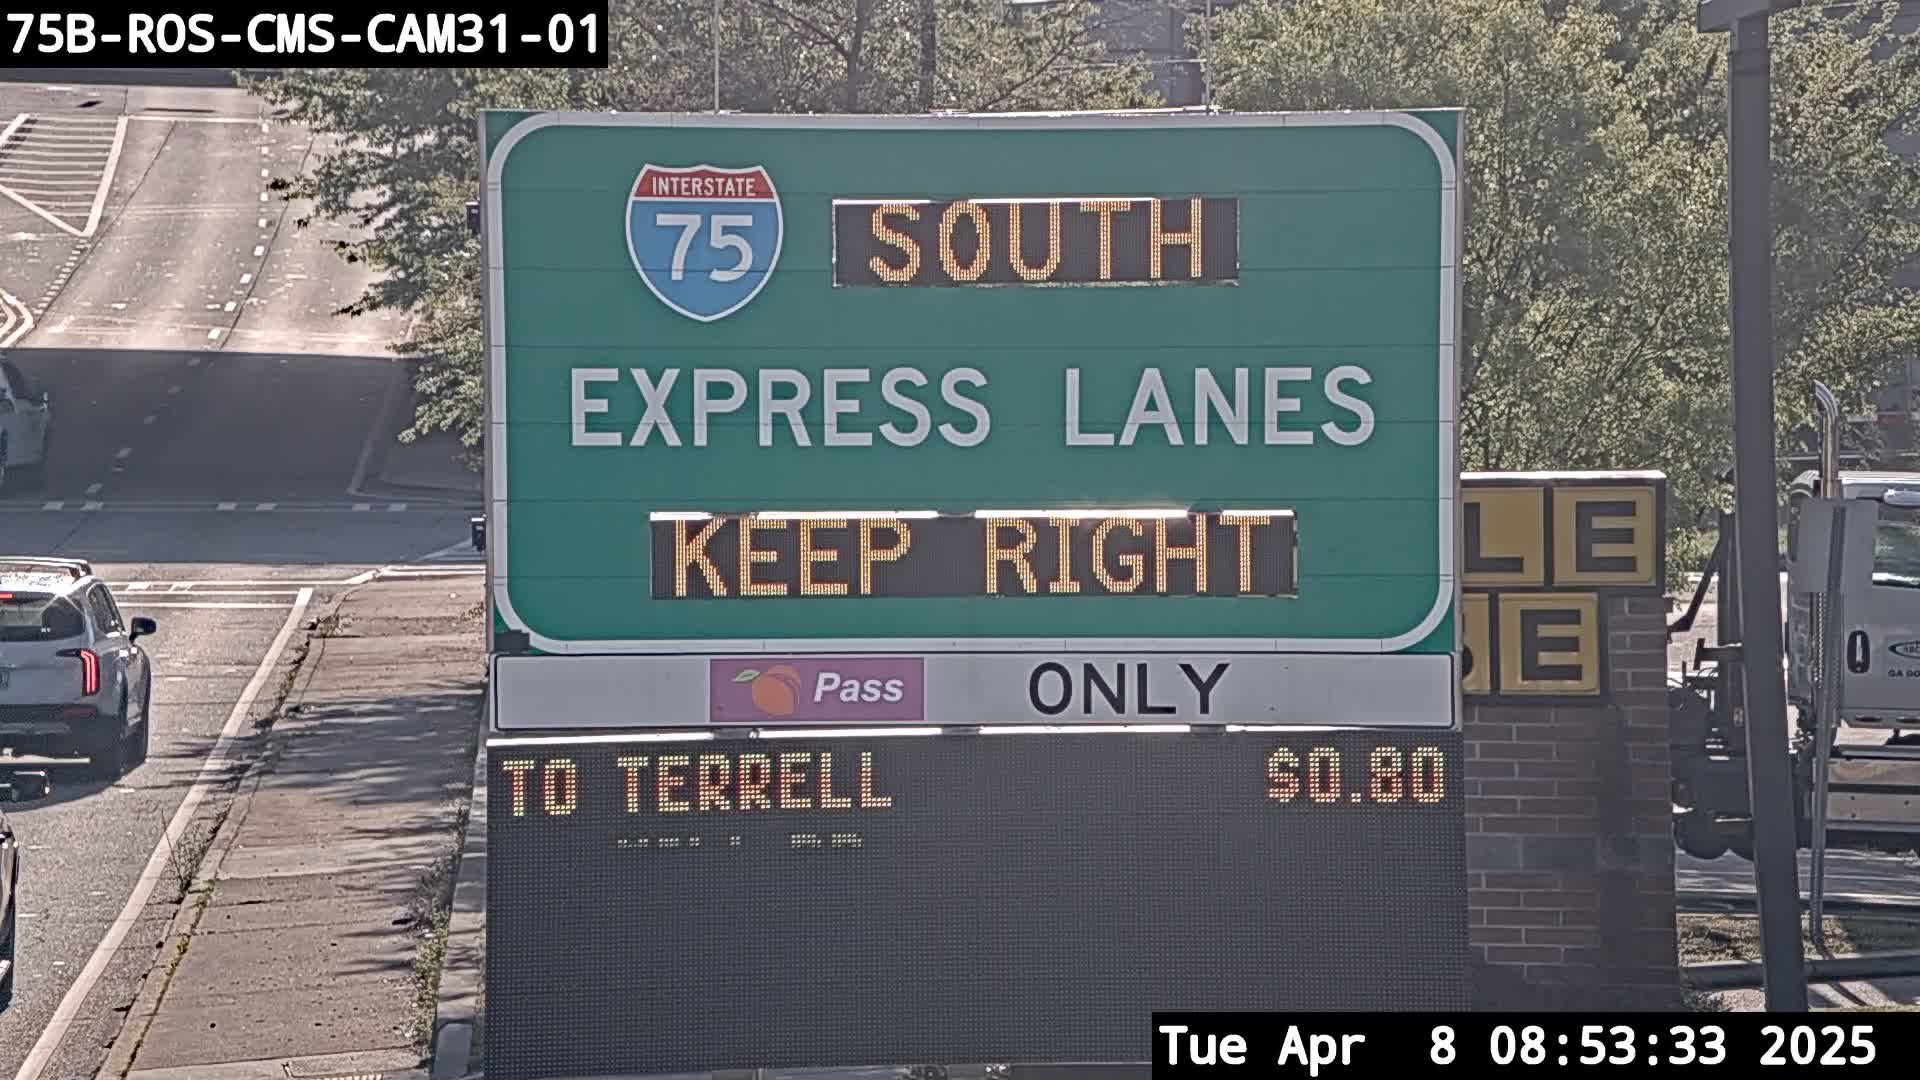 75B-ROS-CMS-CAM31-01
INTERSTATE
75
SOUTH
EXPRESS LANES
KEEP RIGHT
Pass ONLY
TO TERRELL $0.80
LE
E
Tue Apr 8 08:53:33 2025